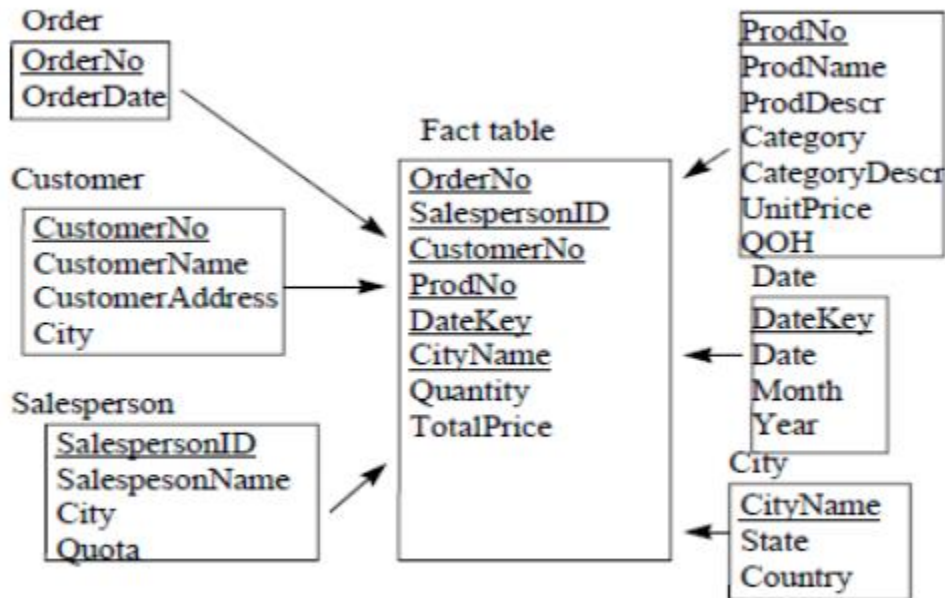 Order
OrderNo
OrderDate
Customer
CustomerNo
CustomerName
CustomerAddress
City
Salesperson
SalespersonID
SalespesonName
City
Quota
Fact table
OrderNo
SalespersonID
CustomerNo
ProdNo
DateKey
CityName
Quantity
TotalPrice
ProdNo
ProdName
ProdDescr
Category
CategoryDescr
UnitPrice
QOH
Date
DateKey
Date
Month
Year
City
CityName
State
Country